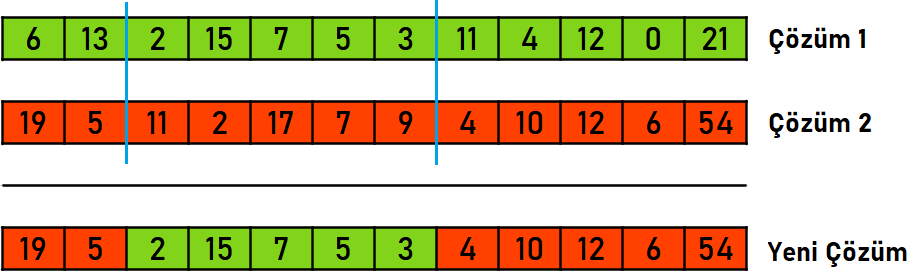 6 13 2 15 7 5 3 11 4 12 0 21 Çözüm 1
19 5 11 2 17 7 9 4 10 12 6 54 Çözüm 2
19 5 2 15 7 5 3 4 10 12 6 54 Yeni Çözüm